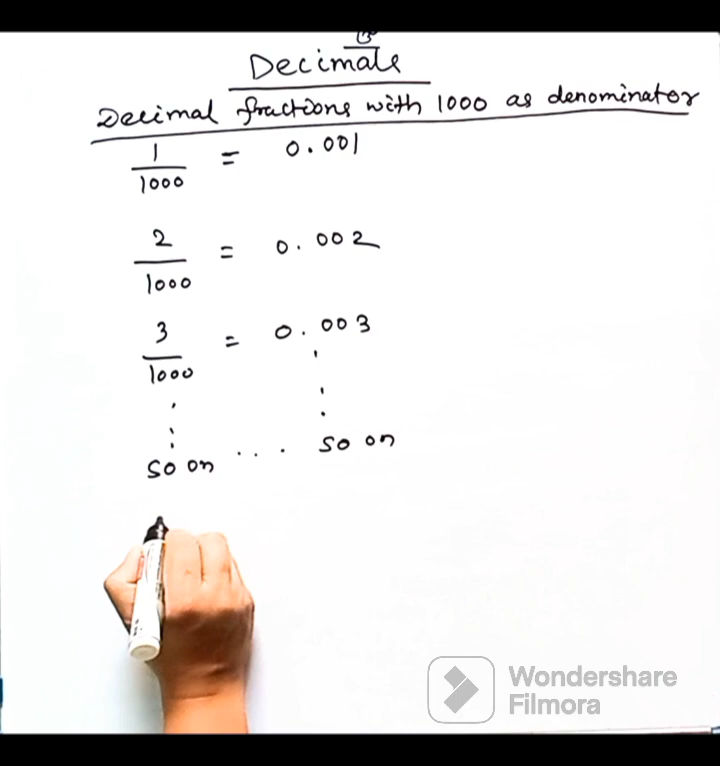 Decimals
Decimal fractions with 1000 as denominator
1/1000 = 0.001
2/1000 = 0.002
3/1000 = 0.003
so on ... so on
Wondershare
Filmora